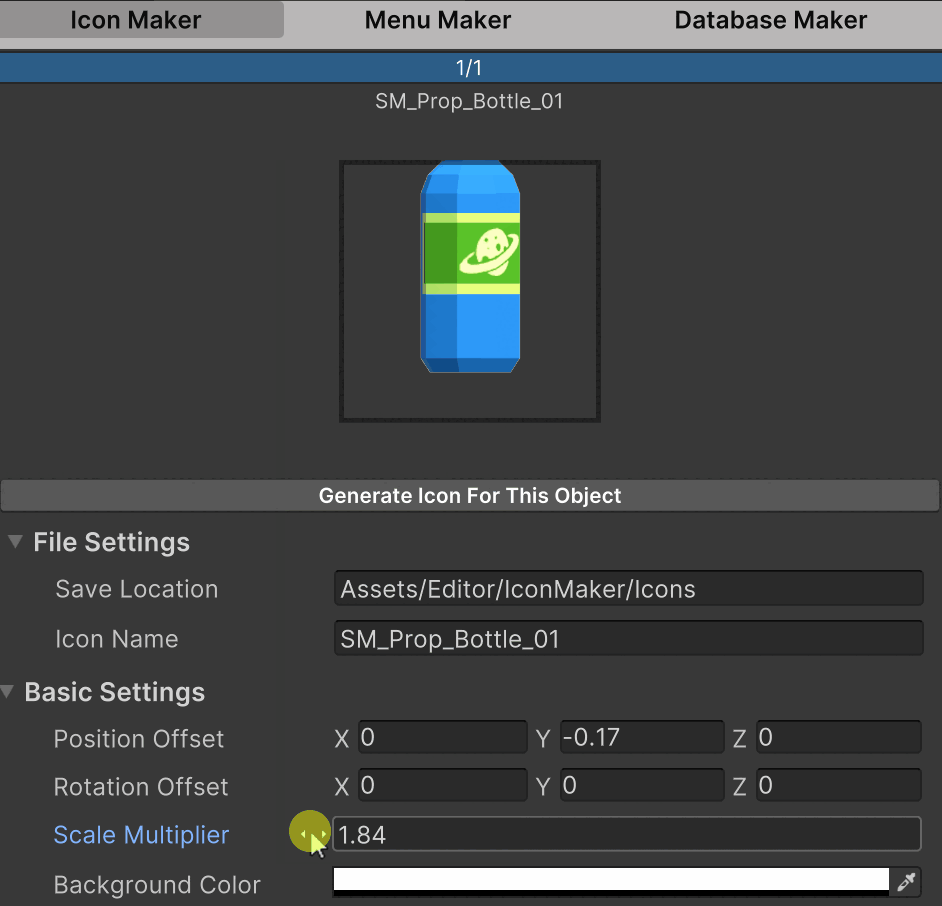 Icon Maker Menu Maker Database Maker
1/1
SM_Prop_Bottle_01
Generate Icon For This Object
File Settings
Save Location Assets/Editor/IconMaker/Icons
Icon Name SM_Prop_Bottle_01
Basic Settings
Position Offset X 0 Y -0.17 Z 0
Rotation Offset X 0 Y 0 Z 0
Scale Multiplier 1.84
Background Color